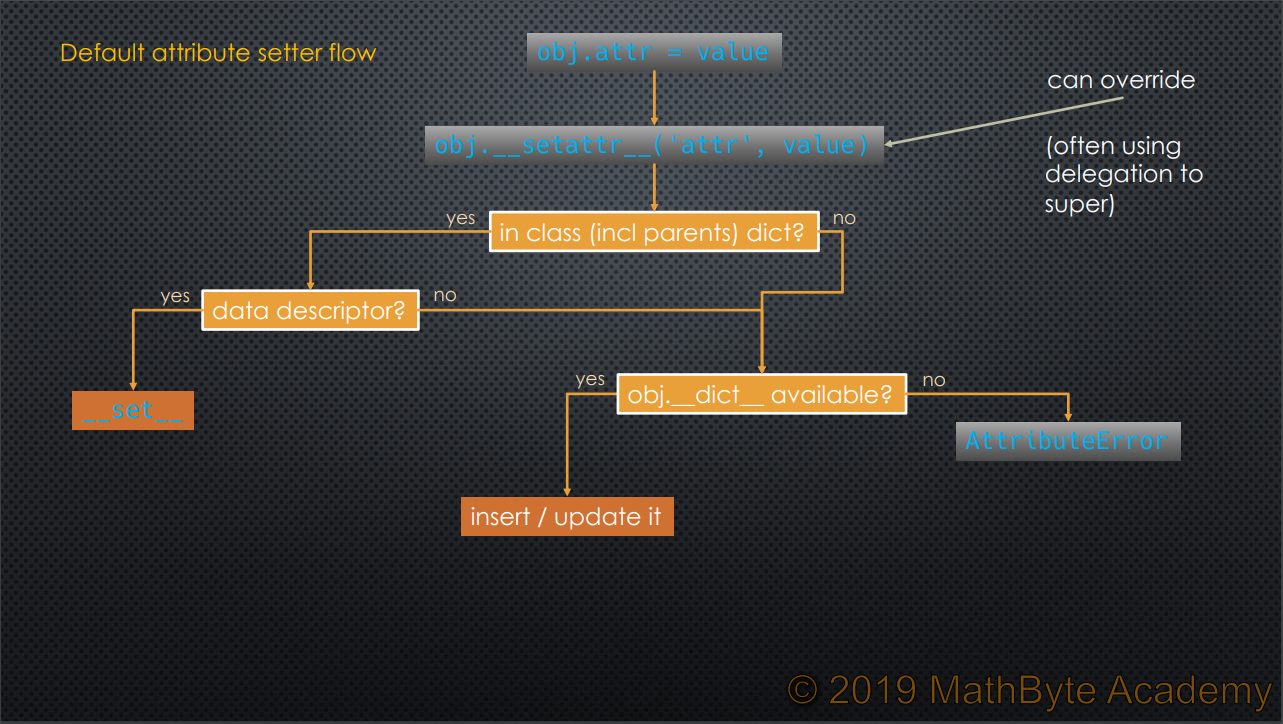 Default attribute setter flow
obj.attr = value
can override
obj.__setattr__('attr', value)
(often using
delegation to
super)
yes
in class (incl parents) dict?
no
yes
data descriptor?
no
yes
obj.__dict__ available?
no
__set__
AttributeError
insert / update it
© 2019 MathByte Academy